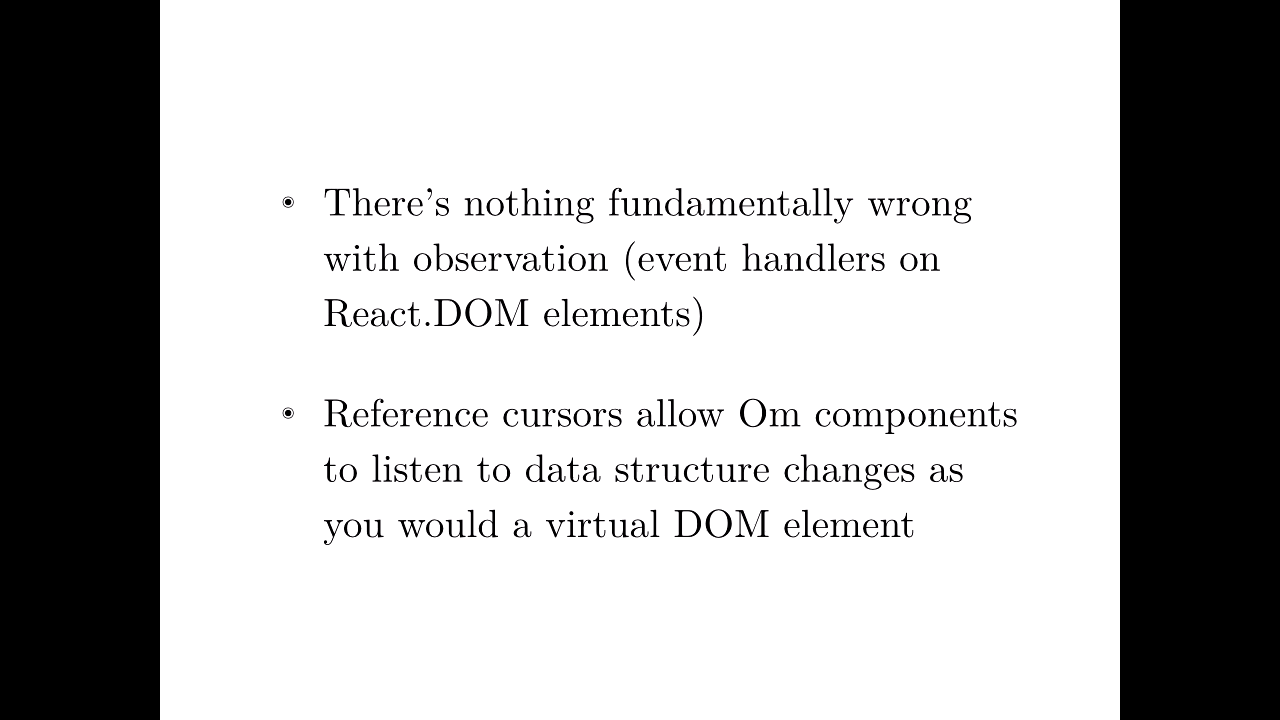 There's nothing fundamentally wrong
with observation (event handlers on
React.DOM elements)
Reference cursors allow Om components
to listen to data structure changes as
you would a virtual DOM element